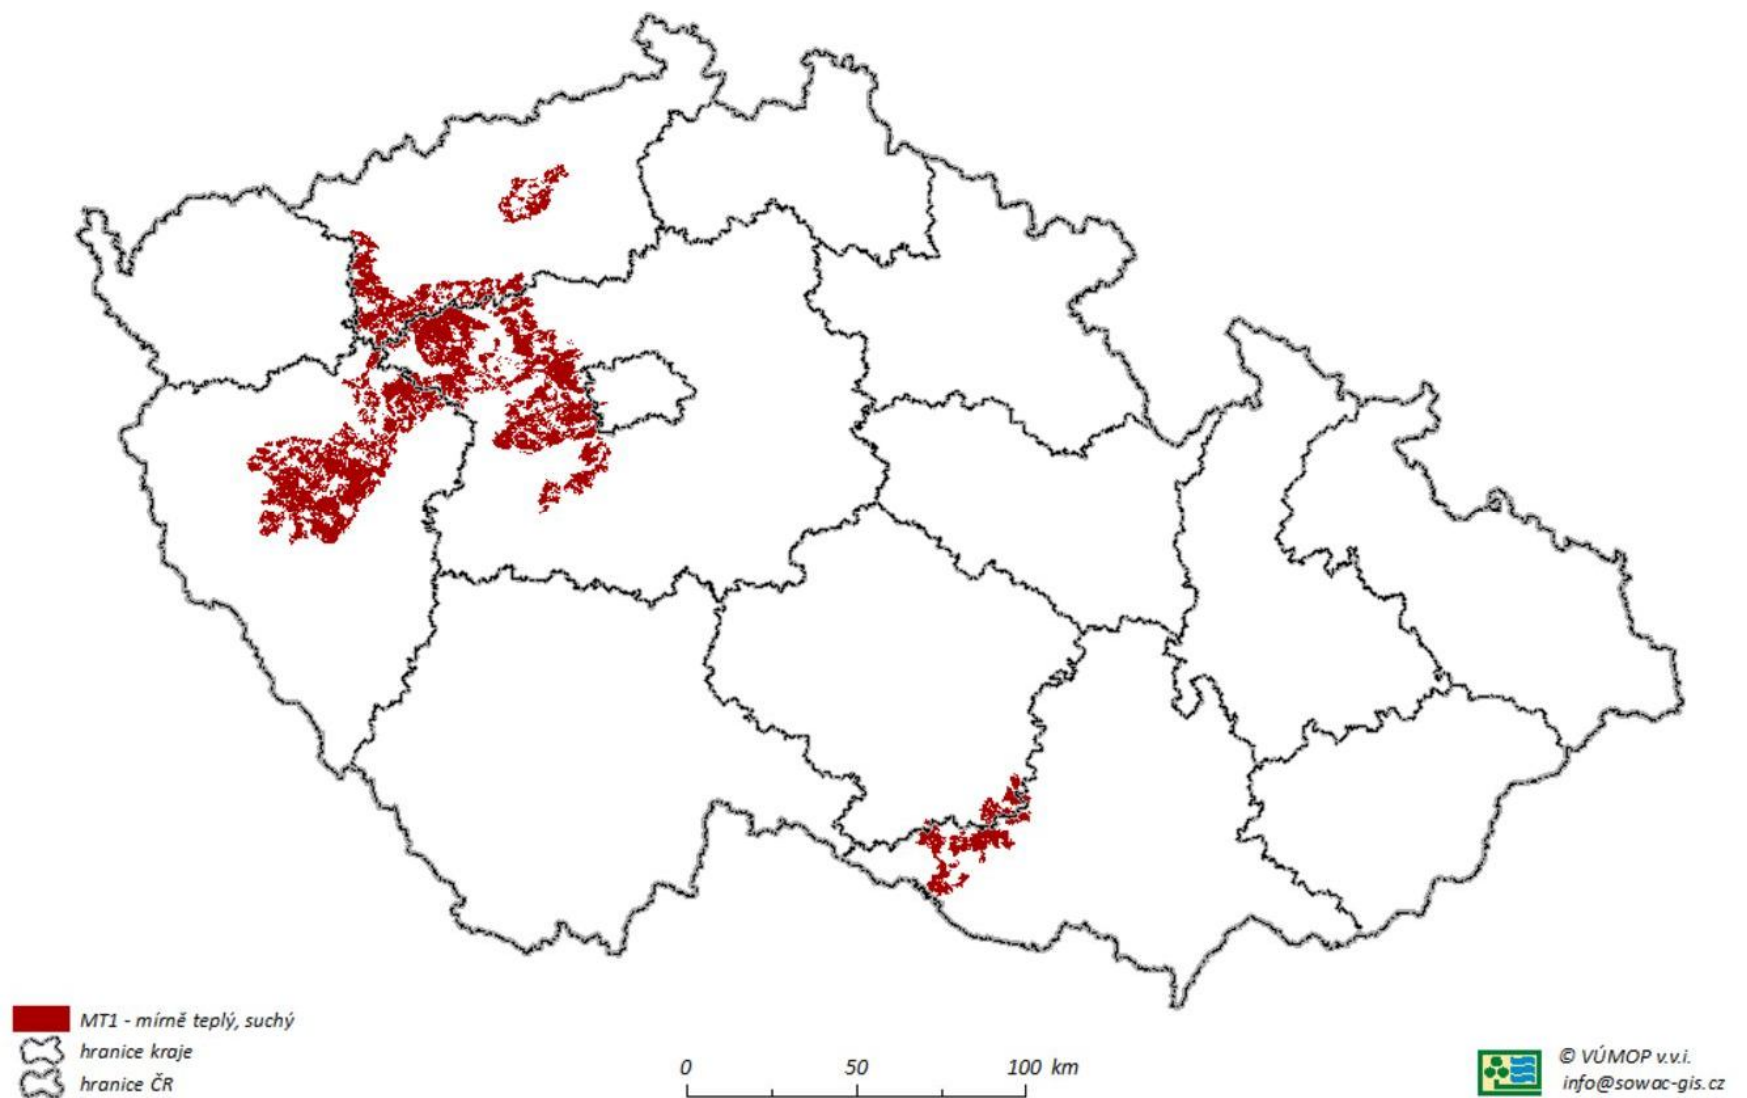 MT1 - mírně teplý, suchý
hranice kraje
hranice ČR
0 50 100 km
© VÚMOP v.v.i.
info@sowac-gis.cz